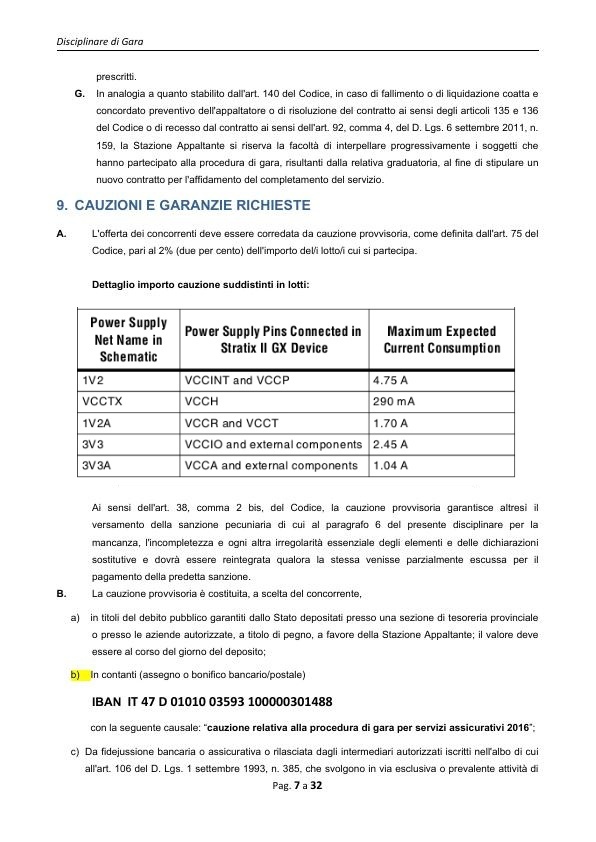 Disciplinare di Gara
prescritti.
G. In analogia a quanto stabilito dall'art. 140 del Codice, in caso di fallimento o di liquidazione coatta e
concordato preventivo dell'appaltatore o di risoluzione del contratto ai sensi degli articoli 135 e 136
del Codice o di recesso dal contratto ai sensi dell'art. 92, comma 4, del D. Lgs. 6 settembre 2011, n.
159, la Stazione Appaltante si riserva la facoltà di interpellare progressivamente i soggetti che
hanno partecipato alla procedura di gara, risultanti dalla relativa graduatoria, al fine di stipulare un
nuovo contratto per l'affidamento del completamento del servizio.
9. CAUZIONI E GARANZIE RICHIESTE
A. L'offerta dei concorrenti deve essere corredata da cauzione provvisoria, come definita dall'art. 75 del
Codice, pari al 2% (due per cento) dell'importo del/i lotto/i cui si partecipa.
Dettaglio importo cauzione suddistinti in lotti:
Power Supply Net Name in Schematic Power Supply Pins Connected in Stratix II GX Device Maximum Expected Current Consumption
1V2 VCCINT and VCCP 4.75 A
VCCTX VCCH 290 mA
1V2A VCCR and VCCT 1.70 A
3V3 VCCIO and external components 2.45 A
3V3A VCCA and external components 1.04 A
Ai sensi dell'art. 38, comma 2 bis, del Codice, la cauzione provvisoria garantisce altresì il
versamento della sanzione pecuniaria di cui al paragrafo 6 del presente disciplinare per la
mancanza, l'incompletezza e ogni altra irregolarità essenziale degli elementi e delle dichiarazioni
sostitutive e dovrà essere reintegrata qualora la stessa venisse parzialmente escussa per il
pagamento della predetta sanzione.
B. La cauzione provvisoria è costituita, a scelta del concorrente,
a) in titoli del debito pubblico garantiti dallo Stato depositati presso una sezione di tesoreria provinciale
o presso le aziende autorizzate, a titolo di pegno, a favore della Stazione Appaltante; il valore deve
essere al corso del giorno del deposito;
b) In contanti (assegno o bonifico bancario/postale)
IBAN IT 47 D 01010 03593 100000301488
con la seguente causale: “cauzione relativa alla procedura di gara per servizi assicurativi 2016”;
c) Da fidejussione bancaria o assicurativa o rilasciata dagli intermediari autorizzati iscritti nell'albo di cui
all'art. 106 del D. Lgs. 1 settembre 1993, n. 385, che svolgono in via esclusiva o prevalente attività di
Pag. 7 a 32